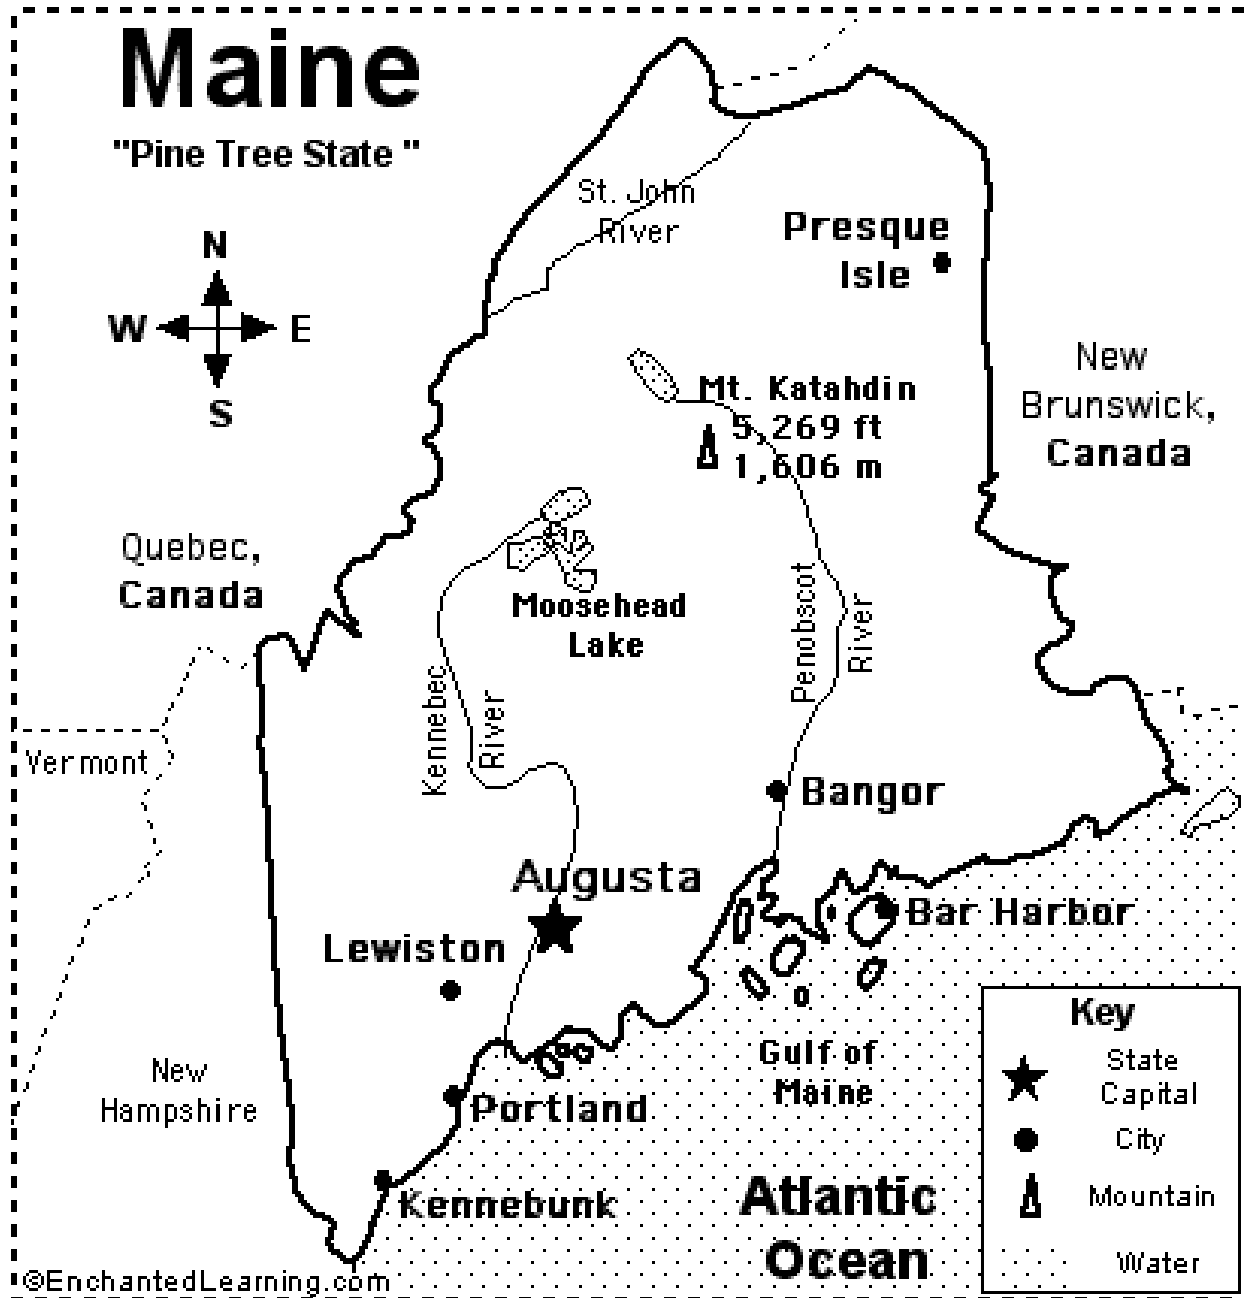 Maine
"Pine Tree State "
N
W E
S
St. John
River
Presque
Isle
Mt. Katahdin
5,269 ft
1,606 m
New
Brunswick,
Canada
Quebec,
Canada
Moosehead
Lake
Kennebec
River
Penobscot
River
Vermont
Bangor
Augusta
Bar Harbor
Lewiston
New
Hampshire
Portland
Kennebunk
Gulf of
Maine
Atlantic
Ocean
Key
State
Capital
City
Mountain
Water
©EnchantedLearning.com